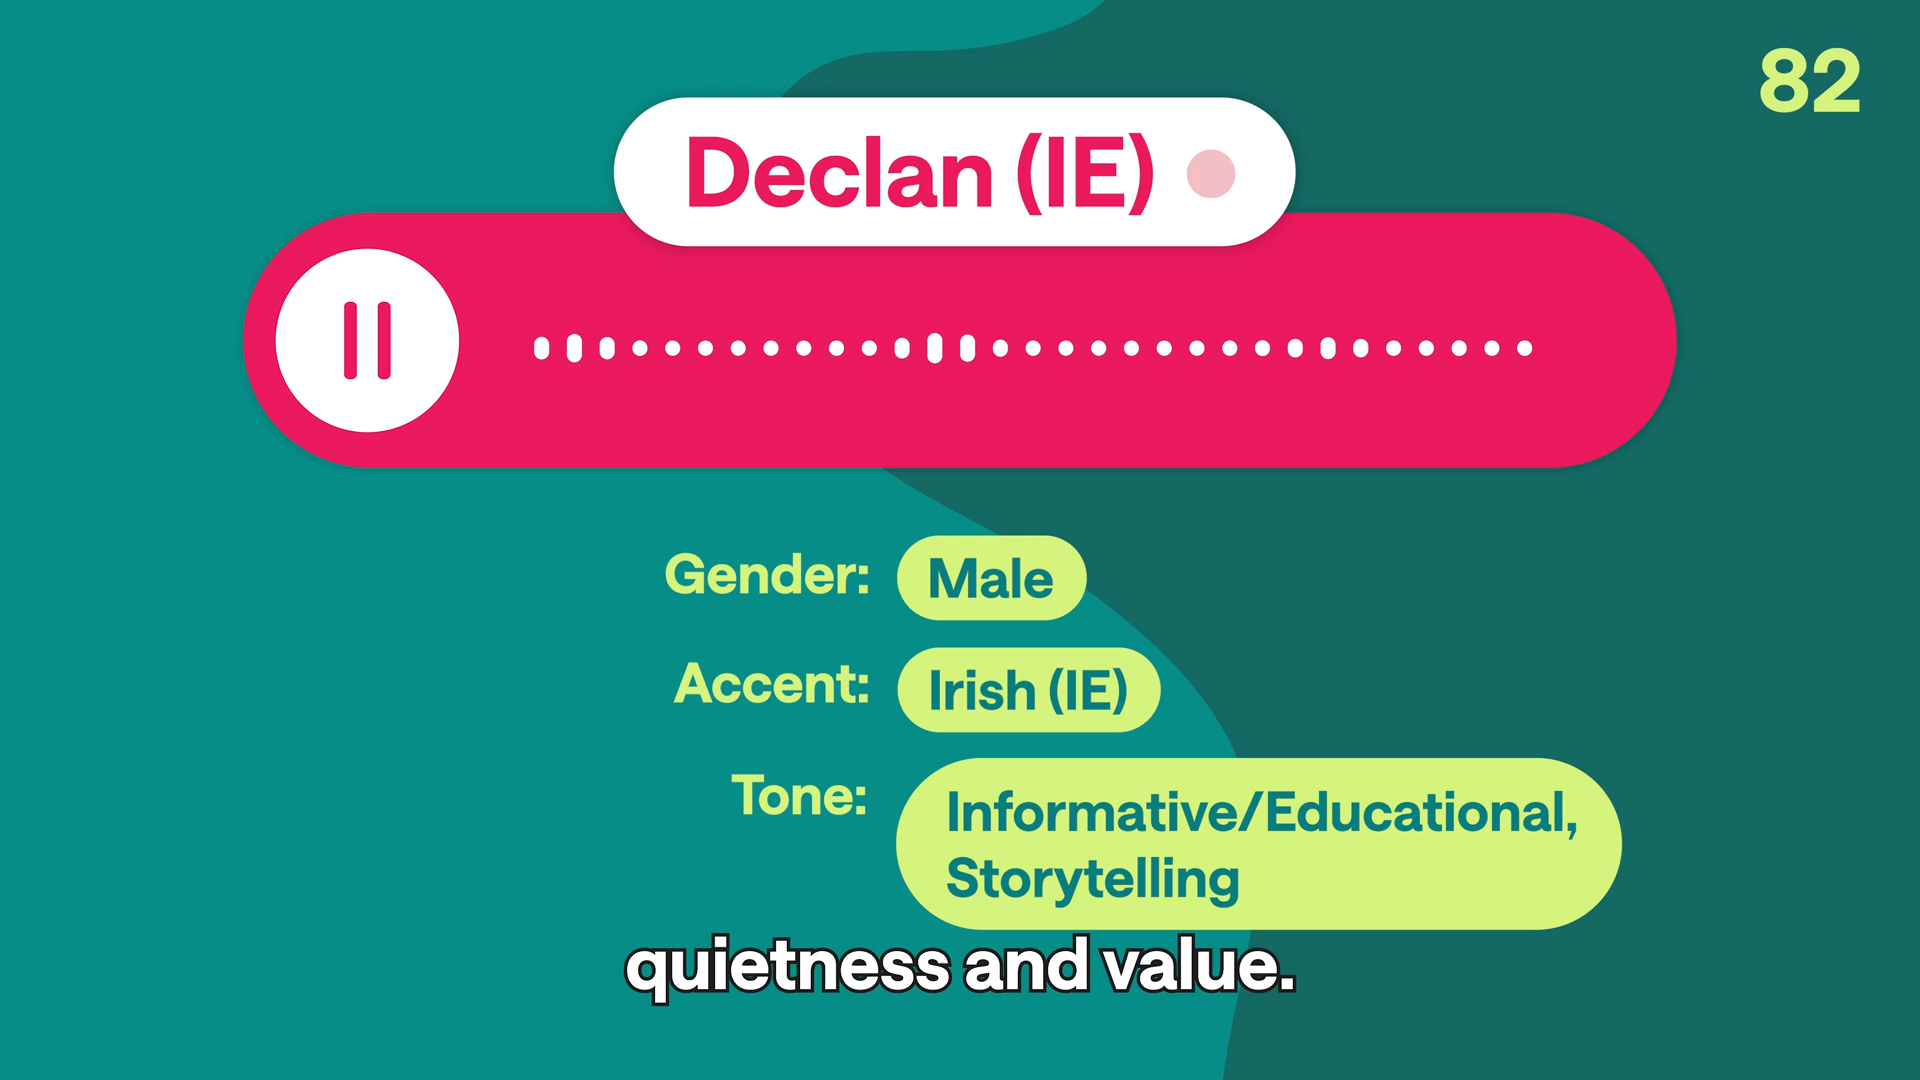 82
Declan (IE)
Gender: Male
Accent: Irish (IE)
Tone: Informative/Educational,
Storytelling
quietness and value.